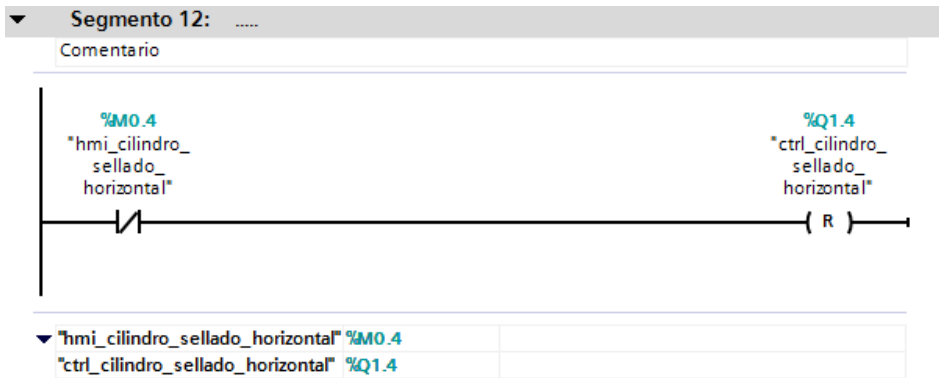 Segmento 12: .....
Comentario
%M0.4
"hmi_cilindro_
sellado_
horizontal"
%Q1.4
"ctrl_cilindro_
sellado_
horizontal"
R
"hmi_cilindro_sellado_horizontal" %M0.4
"ctrl_cilindro_sellado_horizontal" %Q1.4